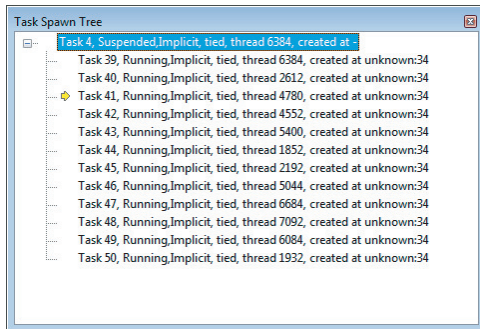 Task Spawn Tree
Task 4, Suspended,Implicit, tied, thread 6384, created at -
Task 39, Running,Implicit, tied, thread 6384, created at unknown:34
Task 40, Running,Implicit, tied, thread 2612, created at unknown:34
Task 41, Running,Implicit, tied, thread 4780, created at unknown:34
Task 42, Running,Implicit, tied, thread 4552, created at unknown:34
Task 43, Running,Implicit, tied, thread 5400, created at unknown:34
Task 44, Running,Implicit, tied, thread 1852, created at unknown:34
Task 45, Running,Implicit, tied, thread 2192, created at unknown:34
Task 46, Running,Implicit, tied, thread 5044, created at unknown:34
Task 47, Running,Implicit, tied, thread 6684, created at unknown:34
Task 48, Running,Implicit, tied, thread 7092, created at unknown:34
Task 49, Running,Implicit, tied, thread 6084, created at unknown:34
Task 50, Running,Implicit, tied, thread 1932, created at unknown:34